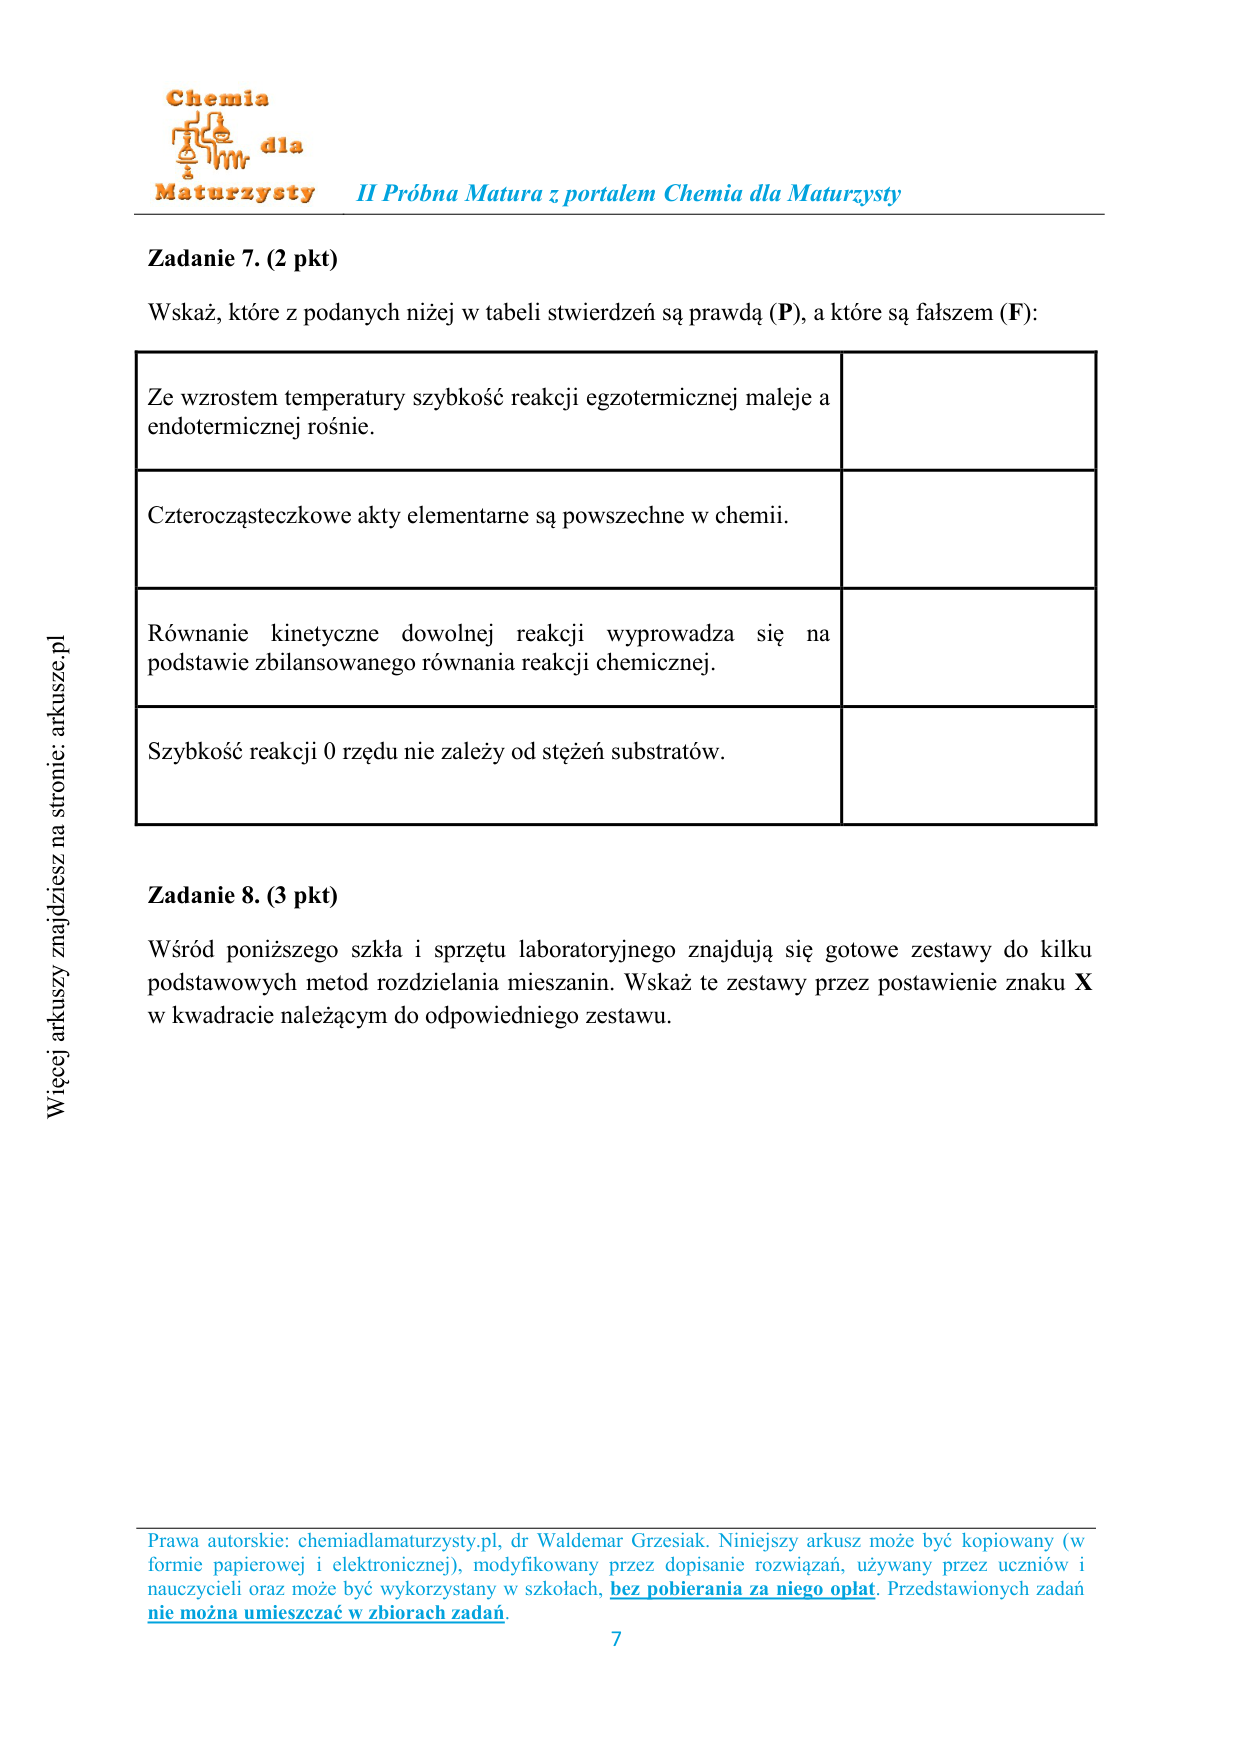 Chemia
dla
Maturzysty
II Próbna Matura z portalem Chemia dla Maturzysty
Zadanie 7. (2 pkt)
Wskaż, które z podanych niżej w tabeli stwierdzeń są prawdą (P), a które są fałszem (F):
Ze wzrostem temperatury szybkość reakcji egzotermicznej maleje a
endotermicznej rośnie.
Czterocząsteczkowe akty elementarne są powszechne w chemii.
Równanie kinetyczne dowolnej reakcji wyprowadza się na
podstawie zbilansowanego równania reakcji chemicznej.
Szybkość reakcji 0 rzędu nie zależy od stężeń substratów.
Zadanie 8. (3 pkt)
Wśród poniższego szkła i sprzętu laboratoryjnego znajdują się gotowe zestawy do kilku
podstawowych metod rozdzielania mieszanin. Wskaż te zestawy przez postawienie znaku X
w kwadracie należącym do odpowiedniego zestawu.
Więcej arkuszy znajdziesz na stronie: arkusze.pl
Prawa autorskie: chemiadlamaturzysty.pl, dr Waldemar Grzesiak. Niniejszy arkusz może być kopiowany (w
formie papierowej i elektronicznej), modyfikowany przez dopisanie rozwiązań, używany przez uczniów i
nauczycieli oraz może być wykorzystany w szkołach, bez pobierania za niego opłat. Przedstawionych zadań
nie można umieszczać w zbiorach zadań.
7